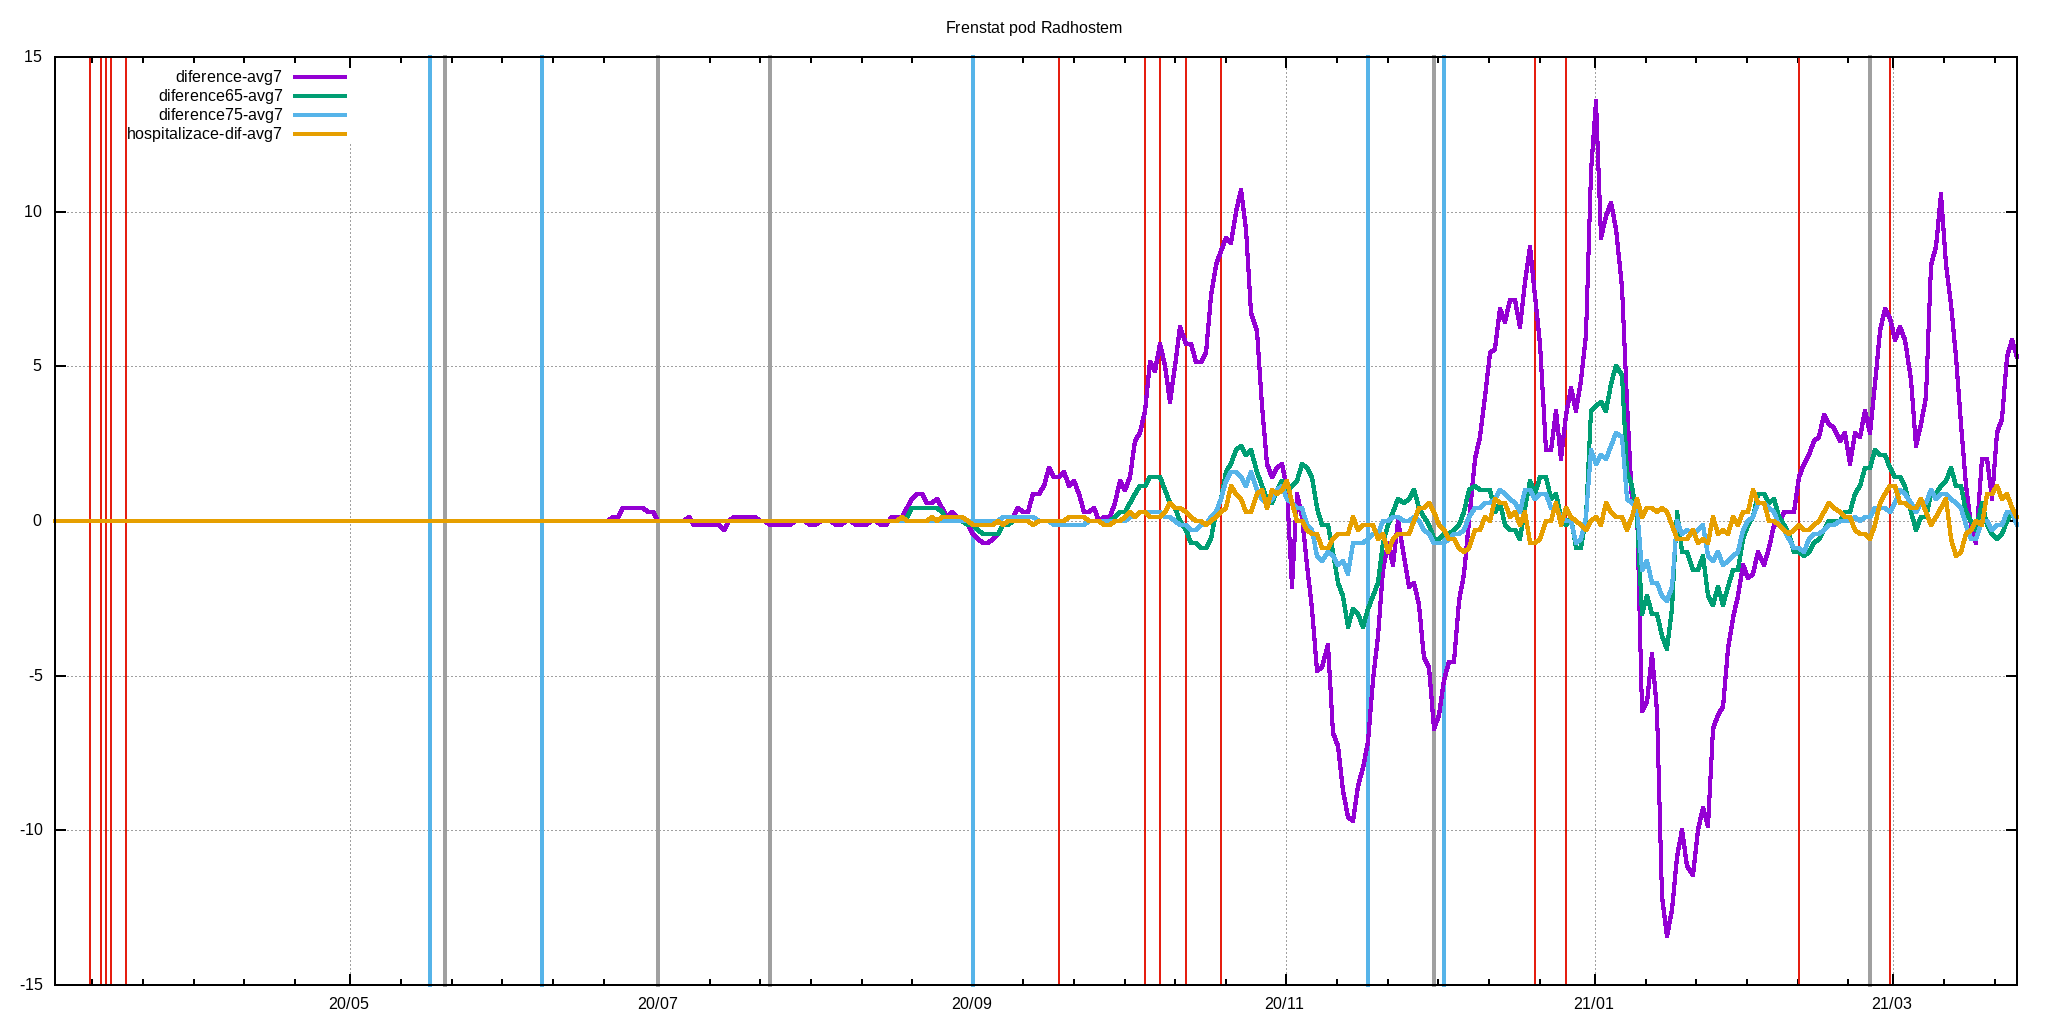 Frenstat pod Radhostem
15
10
5
0
-5
-10
-15
diference-avg7
diference65-avg7
diference75-avg7
hospitalizace-dif-avg7
20/05 20/07 20/09 20/11 21/01 21/03